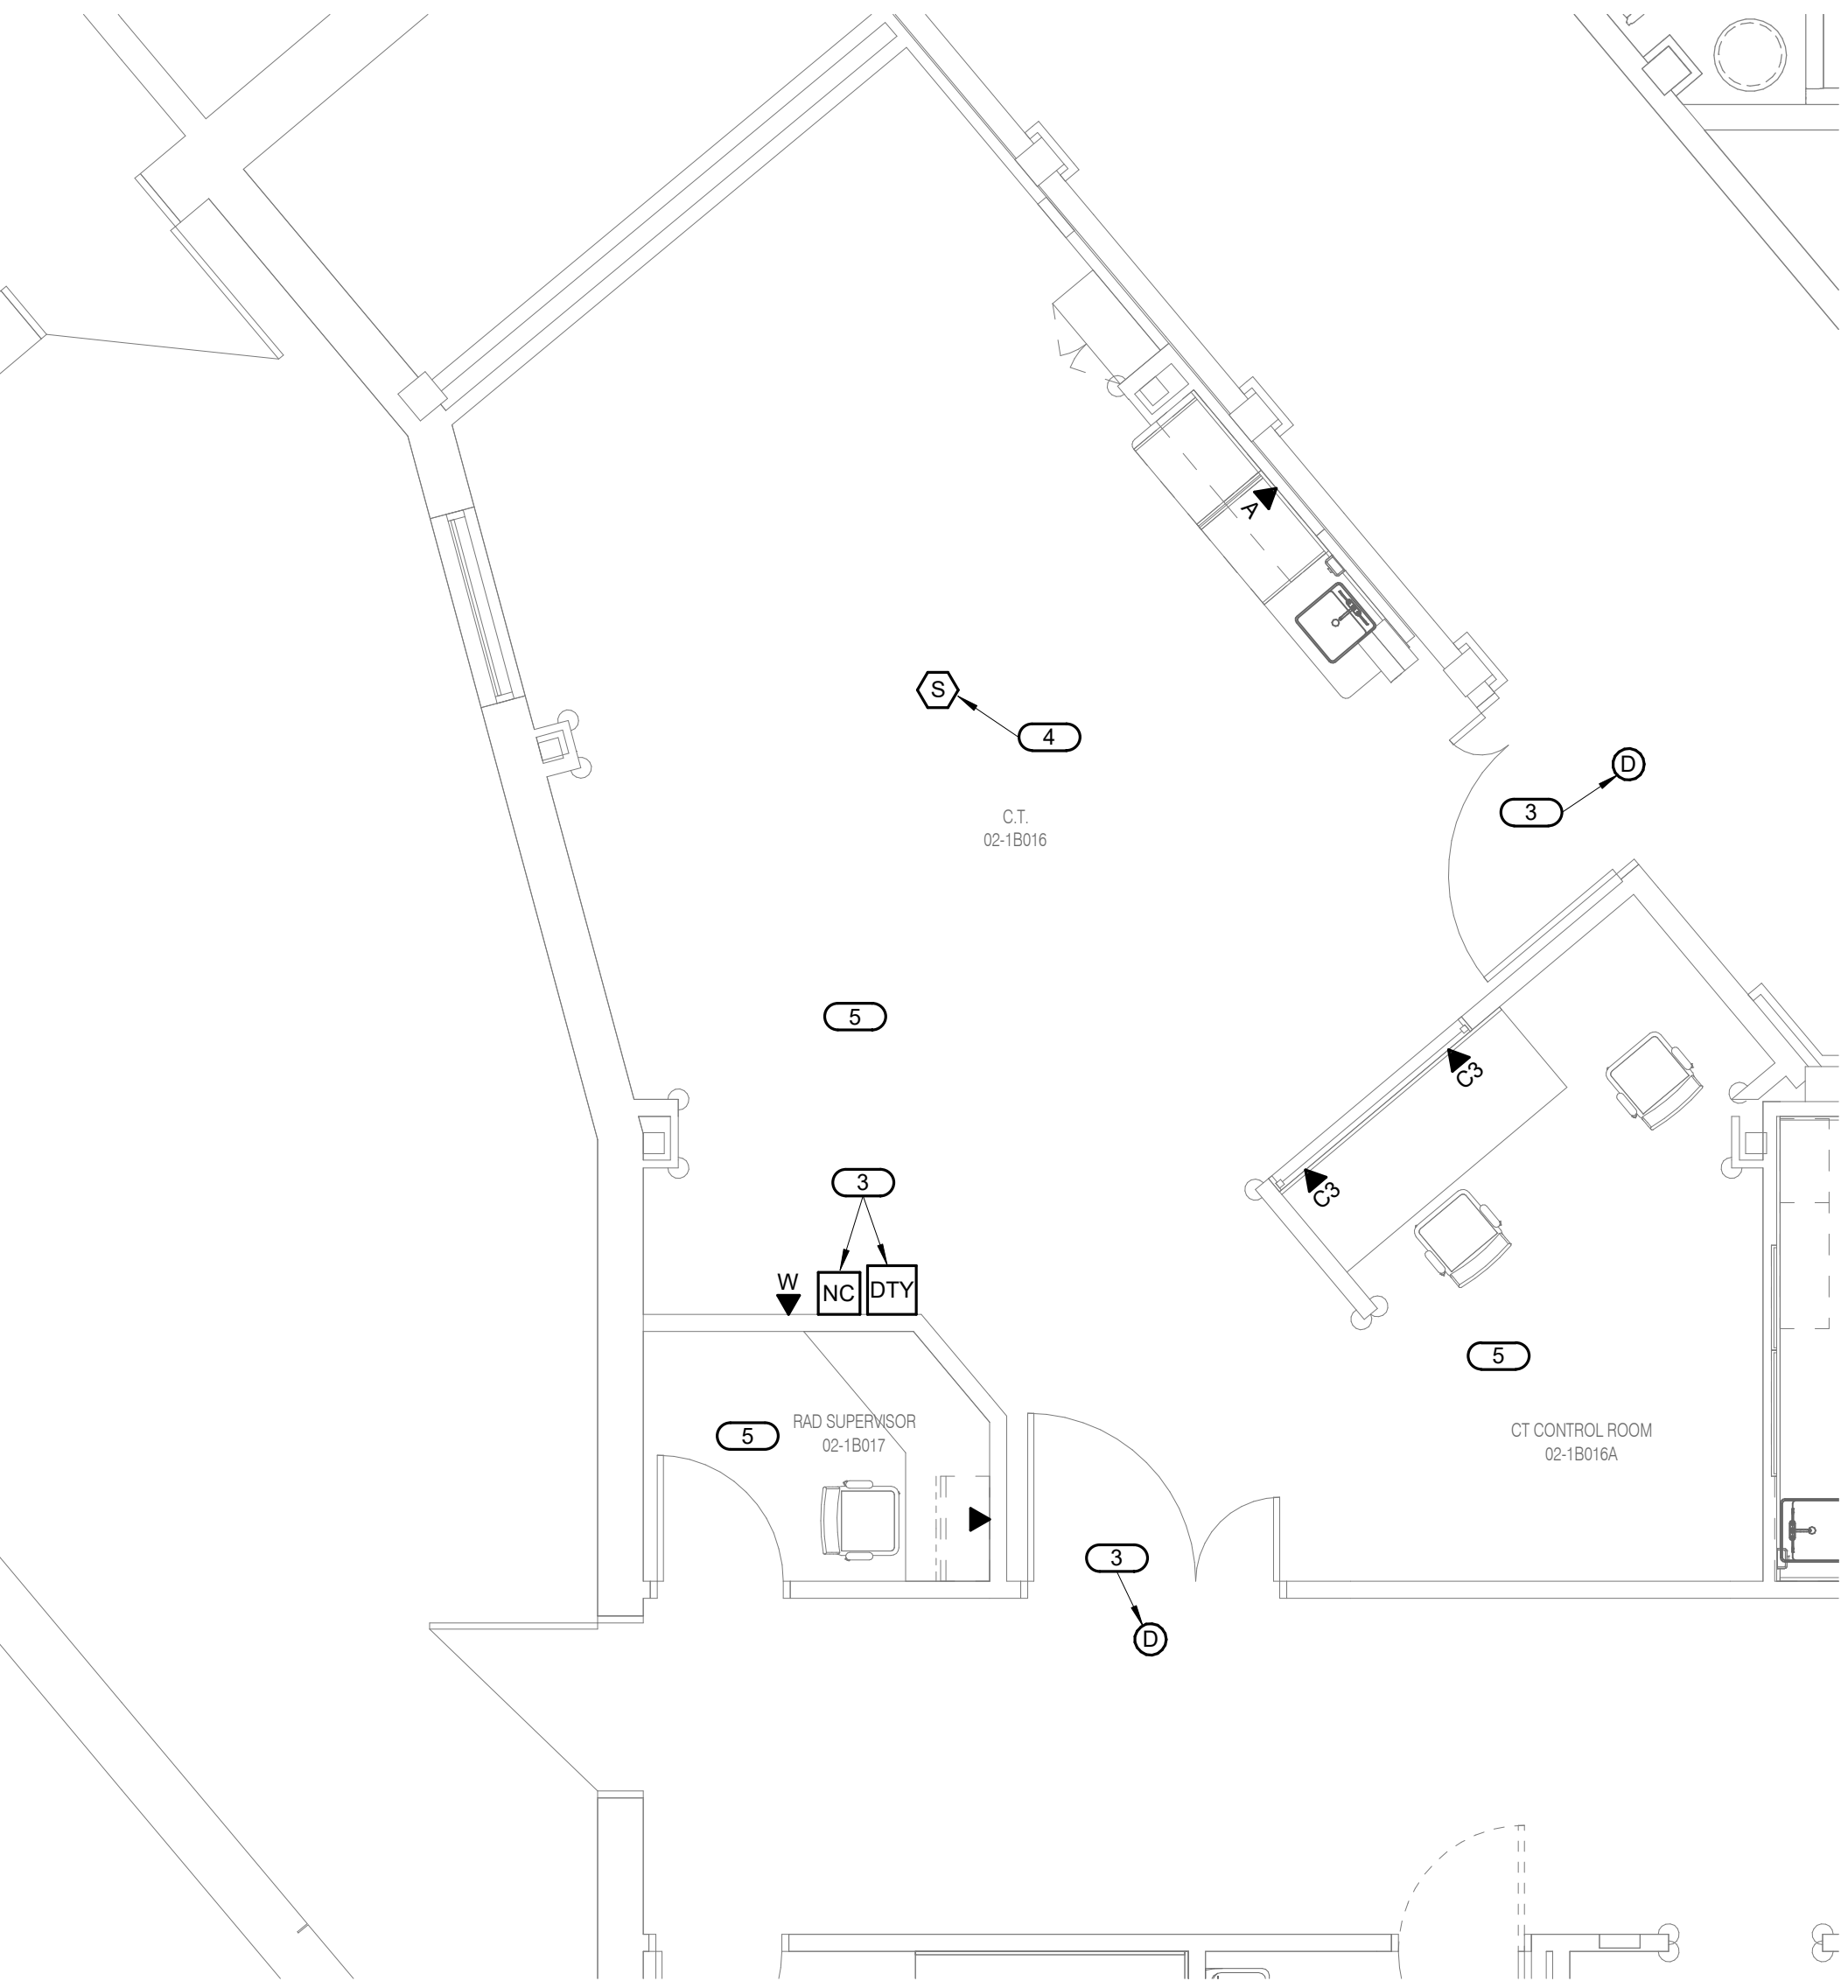 A
S
4
D
3
C.T.
02-1B016
5
C3
C3
3
W
NC
DTY
5
5
RAD SUPERVISOR
02-1B017
CT CONTROL ROOM
02-1B016A
3
D